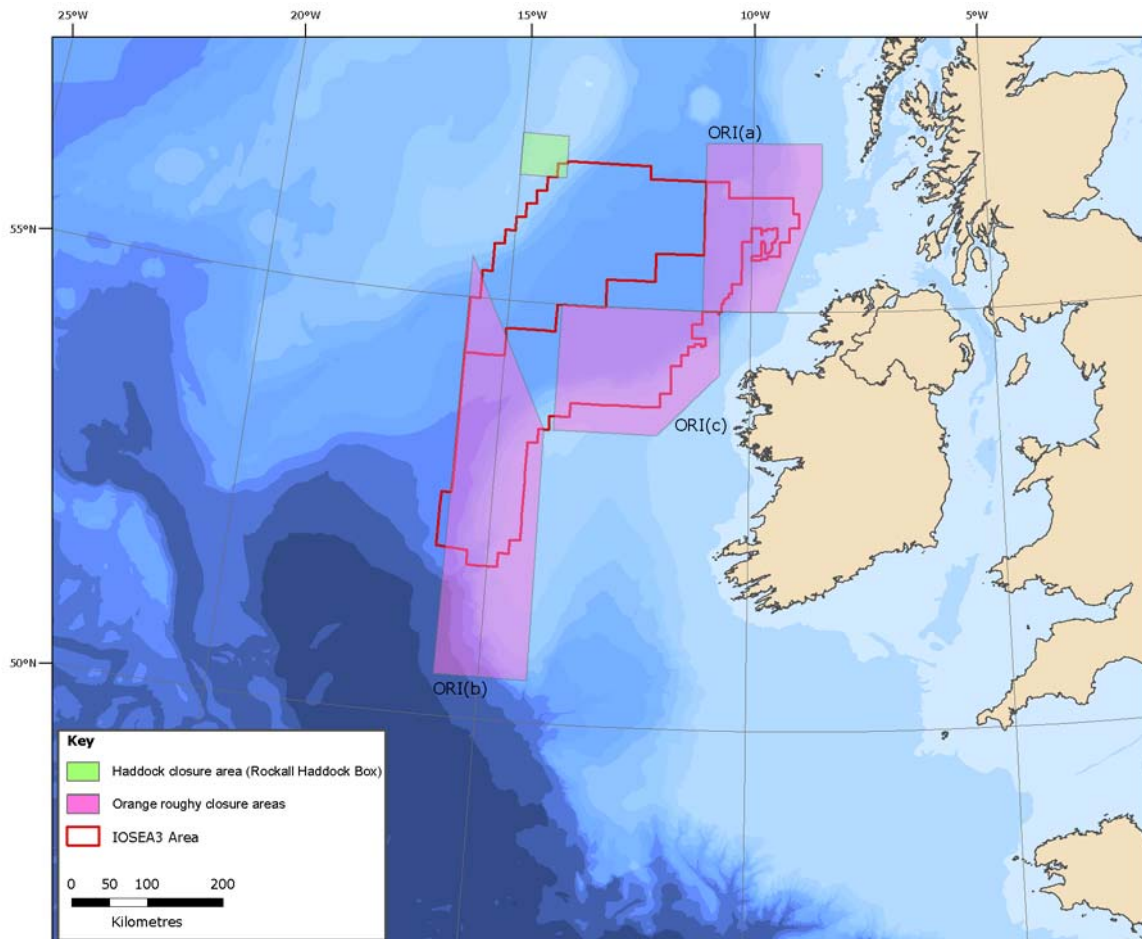 25°W 20°W 15°W 10°W 5°W
ORI(a)
55°N
ORI(c)
50°N
ORI(b)
Key
Haddock closure area (Rockall Haddock Box)
Orange roughy closure areas
IOSEA3 Area
0 50 100 200
Kilometres